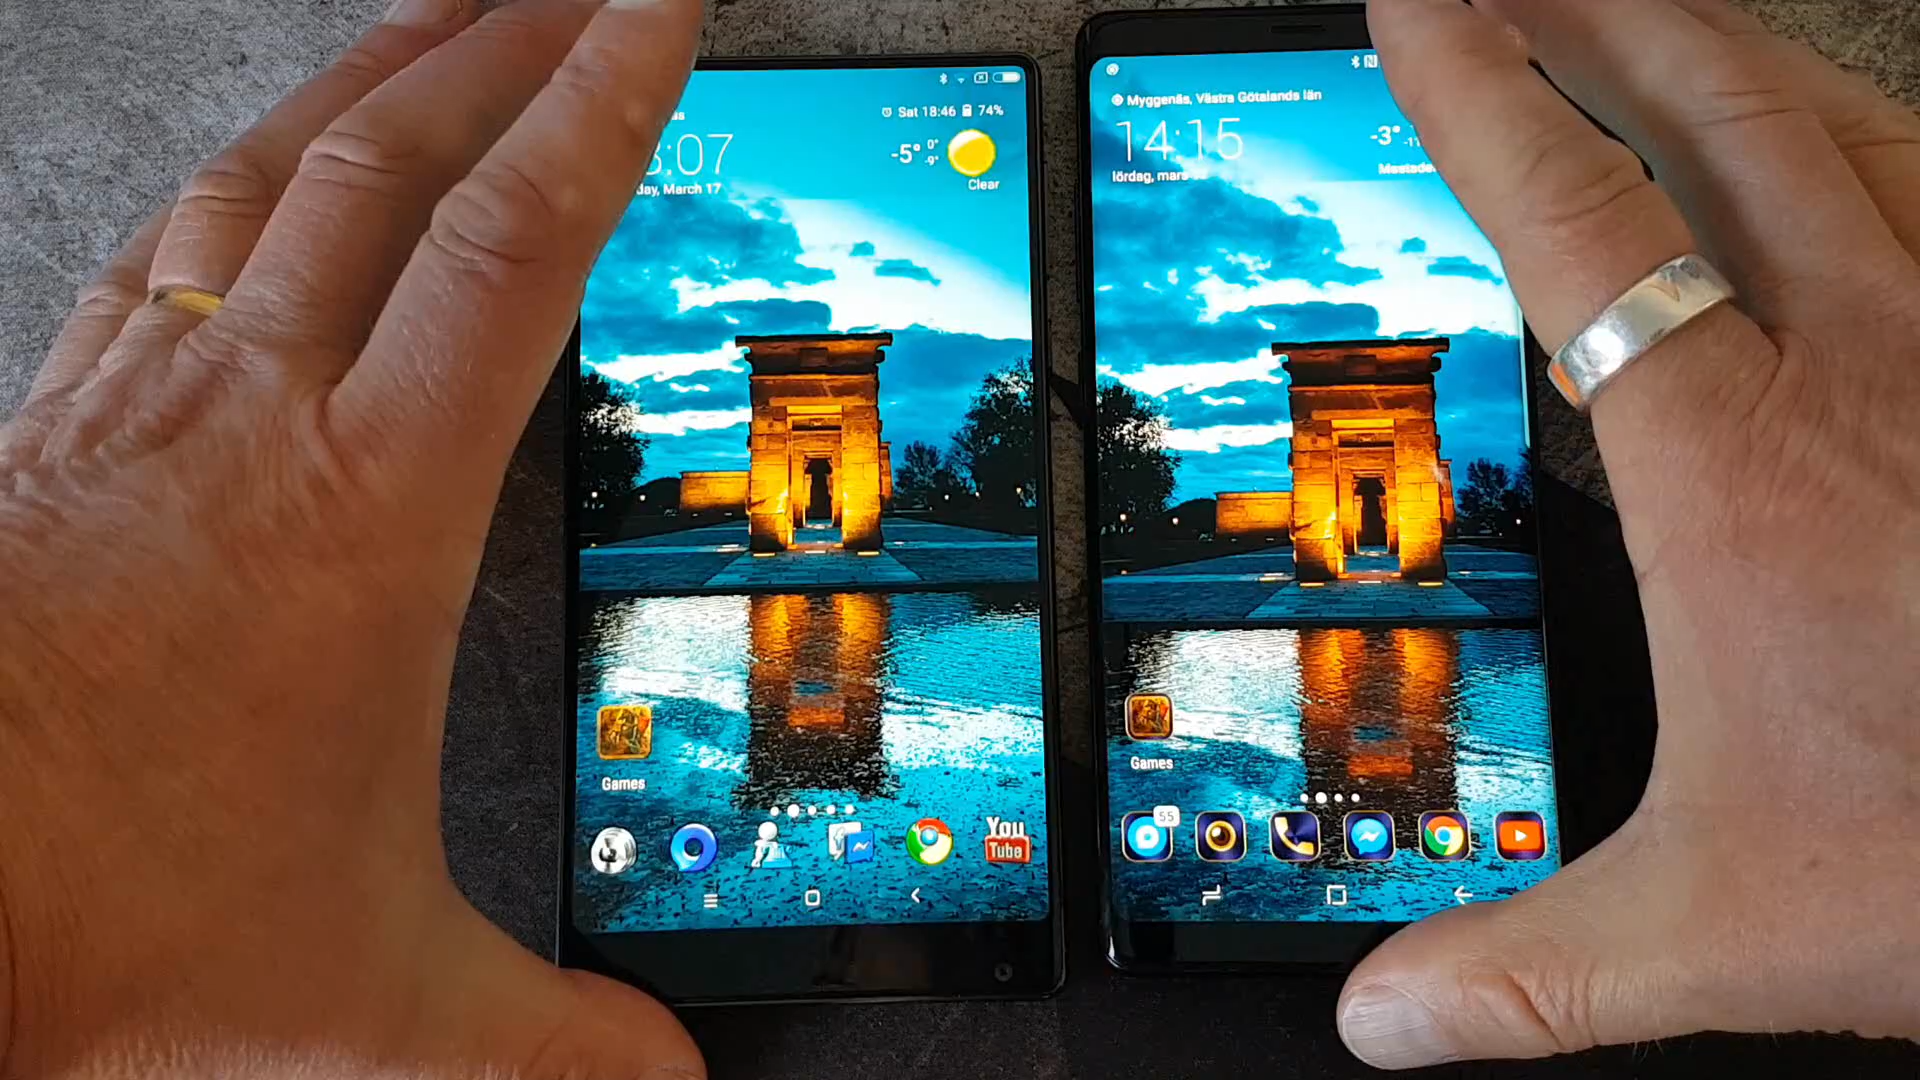 Sat 18:46 74%
:07
-5° 0°
-9°
day, March 17
Clear
Games
You
Tube
Myggenäs, Västra Götalands län
14:15
-3°
lördag, mars
Games
55